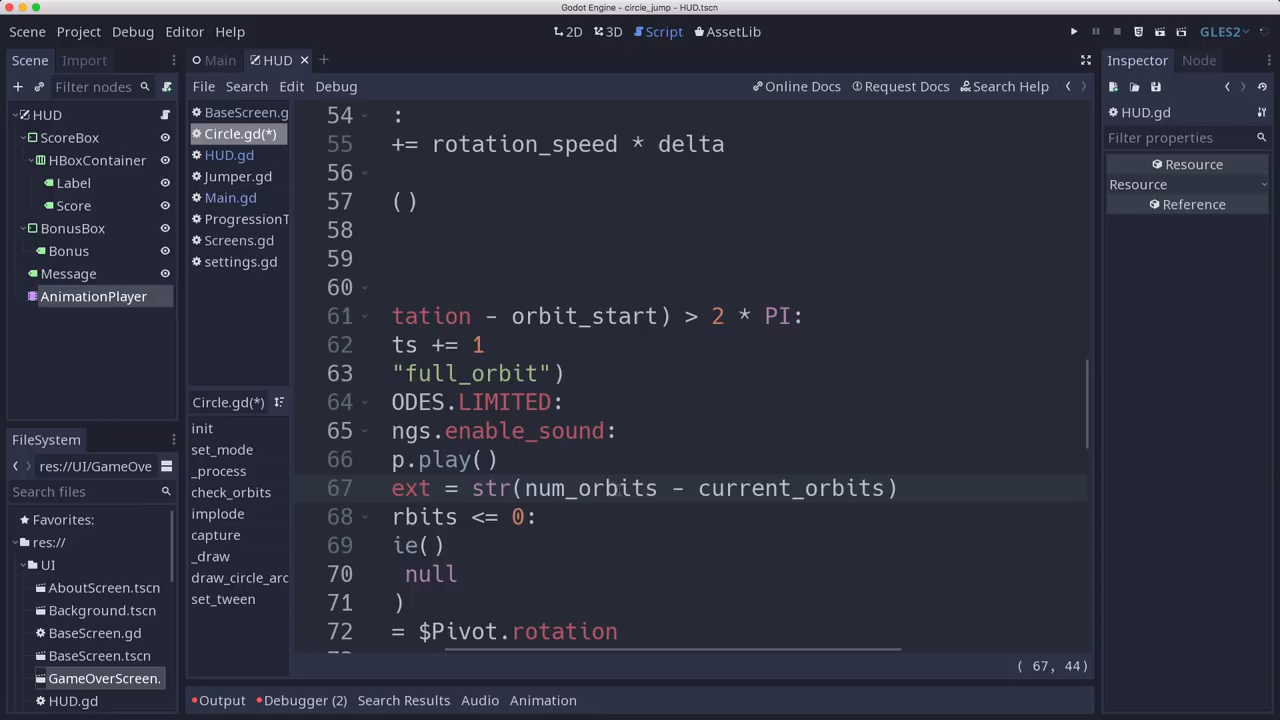 Godot Engine - circle_jump - HUD.tscn
Scene Project Debug Editor Help
2D 3D Script AssetLib
GLES2
Scene Import
Main HUD
Inspector Node
Filter nodes
File Search Edit Debug
Online Docs Request Docs Search Help
HUD.gd
Filter properties
Resource
Resource
Reference
HUD
ScoreBox
HBoxContainer
Label
Score
BonusBox
Bonus
Message
AnimationPlayer
BaseScreen.g
Circle.gd(*)
HUD.gd
Jumper.gd
Main.gd
ProgressionT
Screens.gd
settings.gd
Circle.gd(*)
init
set_mode
_process
check_orbits
implode
capture
_draw
draw_circle_arc
set_tween
54 :
55 += rotation_speed * delta
56
57 ()
58
59
60
61 tation - orbit_start) > 2 * PI:
62 ts += 1
63 "full_orbit")
64 ODES.LIMITED:
65 ngs.enable_sound:
66 p.play()
67 ext = str(num_orbits - current_orbits)
68 rbits <= 0:
69 ie()
70 null
71 )
72 = $Pivot.rotation
( 67, 44)
FileSystem
res://UI/GameOve
Search files
Favorites:
res://
UI
AboutScreen.tscn
Background.tscn
BaseScreen.gd
BaseScreen.tscn
GameOverScreen.
HUD.gd
Output Debugger (2) Search Results Audio Animation